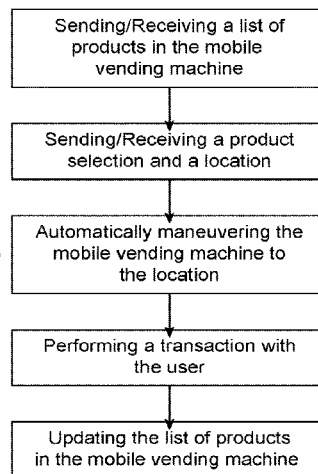 Sending/Receiving a list of
products in the mobile
vending machine
Sending/Receiving a product
selection and a location
Automatically maneuvering the
mobile vending machine to
the location
Performing a transaction with
the user
Updating the list of products
in the mobile vending machine